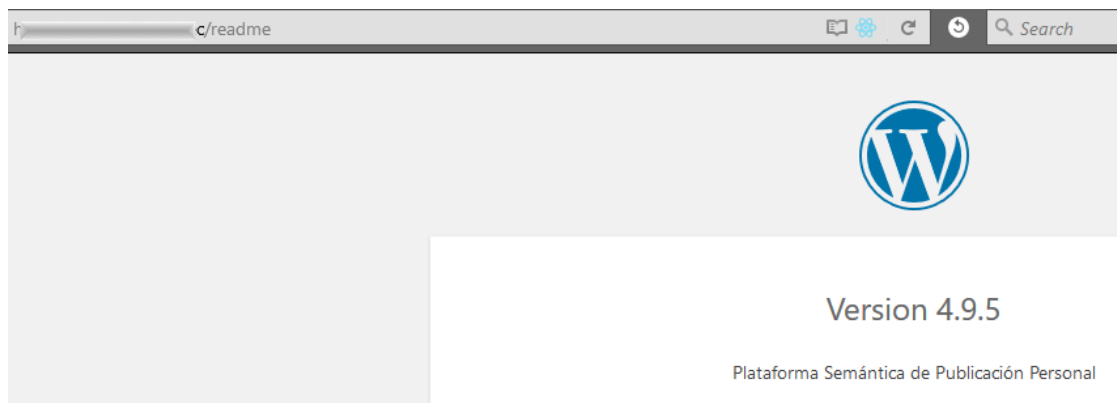 h c/readme
Search
Version 4.9.5
Plataforma Semántica de Publicación Personal